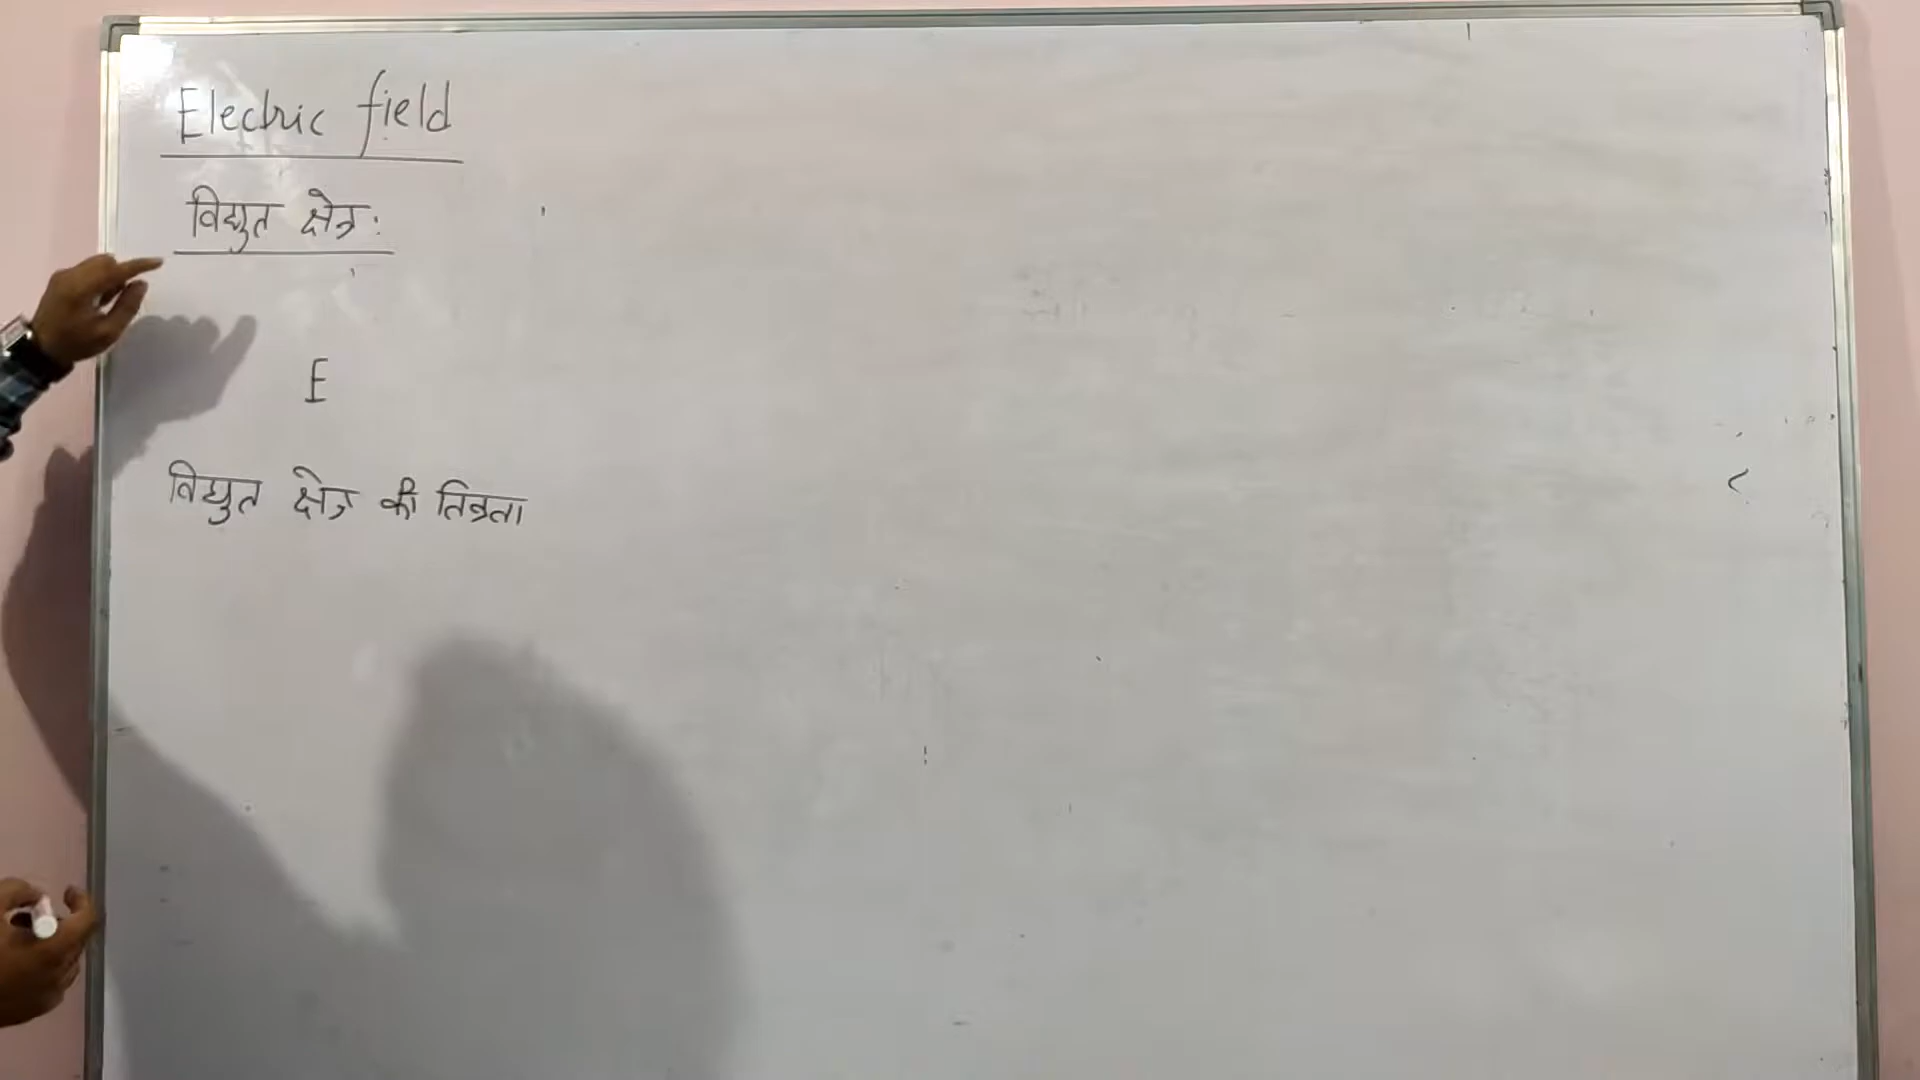 Electric field
विद्युत क्षेत्र:
E
विद्युत क्षेत्र की तिव्रता